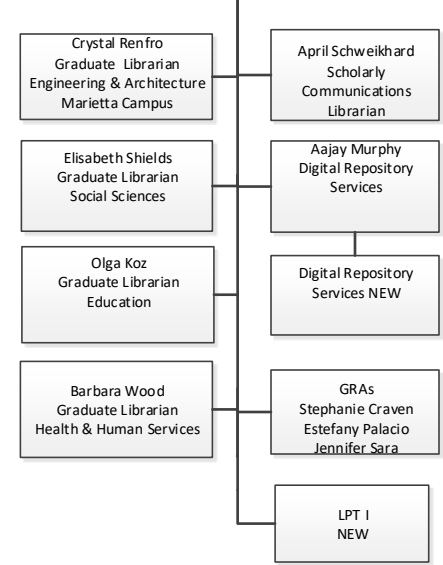 Crystal Renfro
Graduate Librarian
Engineering & Architecture
Marietta Campus
April Schweikhard
Scholarly
Communications
Librarian
Elisabeth Shields
Graduate Librarian
Social Sciences
Aajay Murphy
Digital Repository
Services
Olga Koz
Graduate Librarian
Education
Digital Repository
Services NEW
Barbara Wood
Graduate Librarian
Health & Human Services
GRAs
Stephanie Craven
Estefany Palacio
Jennifer Sara
LPT I
NEW